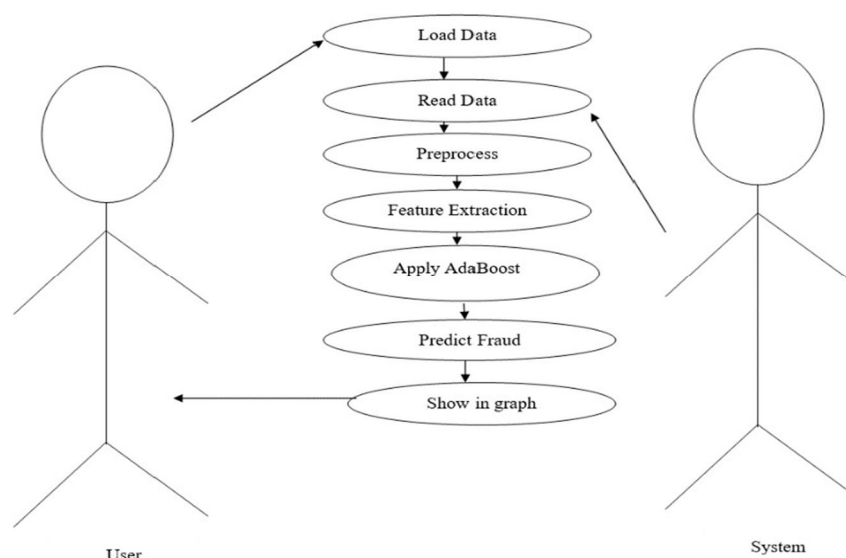 Load Data
Read Data
Preprocess
Feature Extraction
Apply AdaBoost
Predict Fraud
Show in graph
User
System